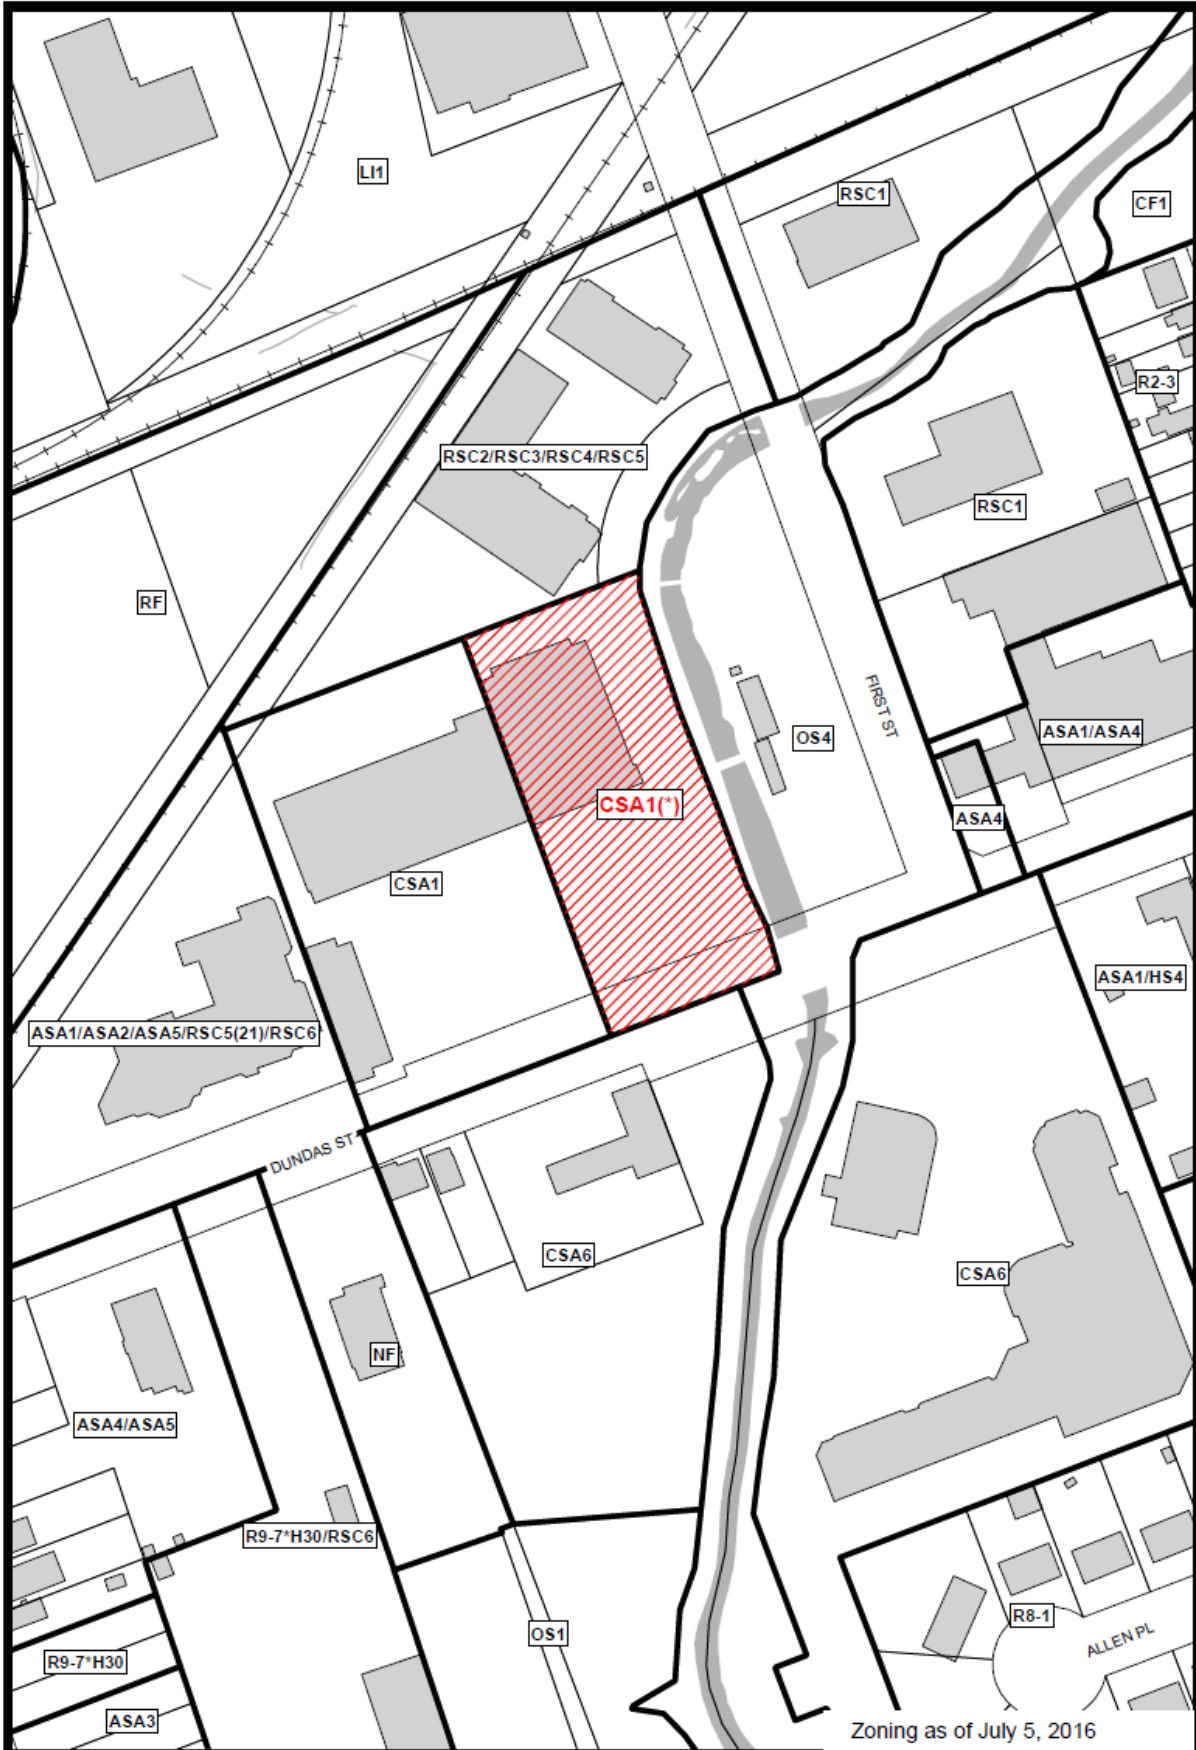 LI1
RSC1
CF1
R2-3
RSC2/RSC3/RSC4/RSC5
RSC1
RF
FIRST ST
OS4
ASA1/ASA4
CSA1(*)
ASA4
CSA1
ASA1/HS4
ASA1/ASA2/ASA5/RSC5(21)/RSC6
DUNDAS ST
CSA6
CSA6
NF
ASA4/ASA5
R9-7*H30/RSC6
R8-1
OS1
ALLEN PL
R9-7*H30
ASA3
Zoning as of July 5, 2016